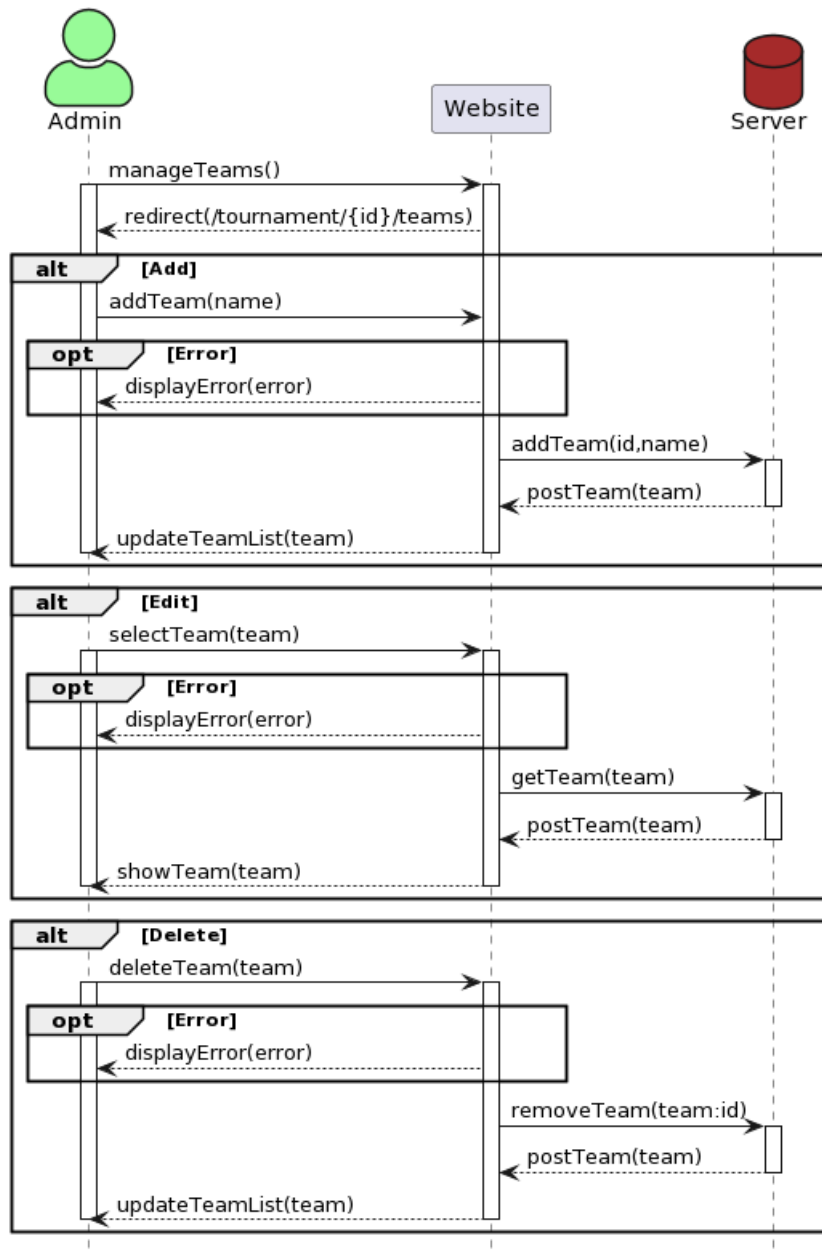 Admin
Website
Server
manageTeams()
redirect(/tournament/{id}/teams)
alt [Add]
addTeam(name)
opt [Error]
displayError(error)
addTeam(id,name)
postTeam(team)
updateTeamList(team)
alt [Edit]
selectTeam(team)
opt [Error]
displayError(error)
getTeam(team)
postTeam(team)
showTeam(team)
alt [Delete]
deleteTeam(team)
opt [Error]
displayError(error)
removeTeam(team:id)
postTeam(team)
updateTeamList(team)